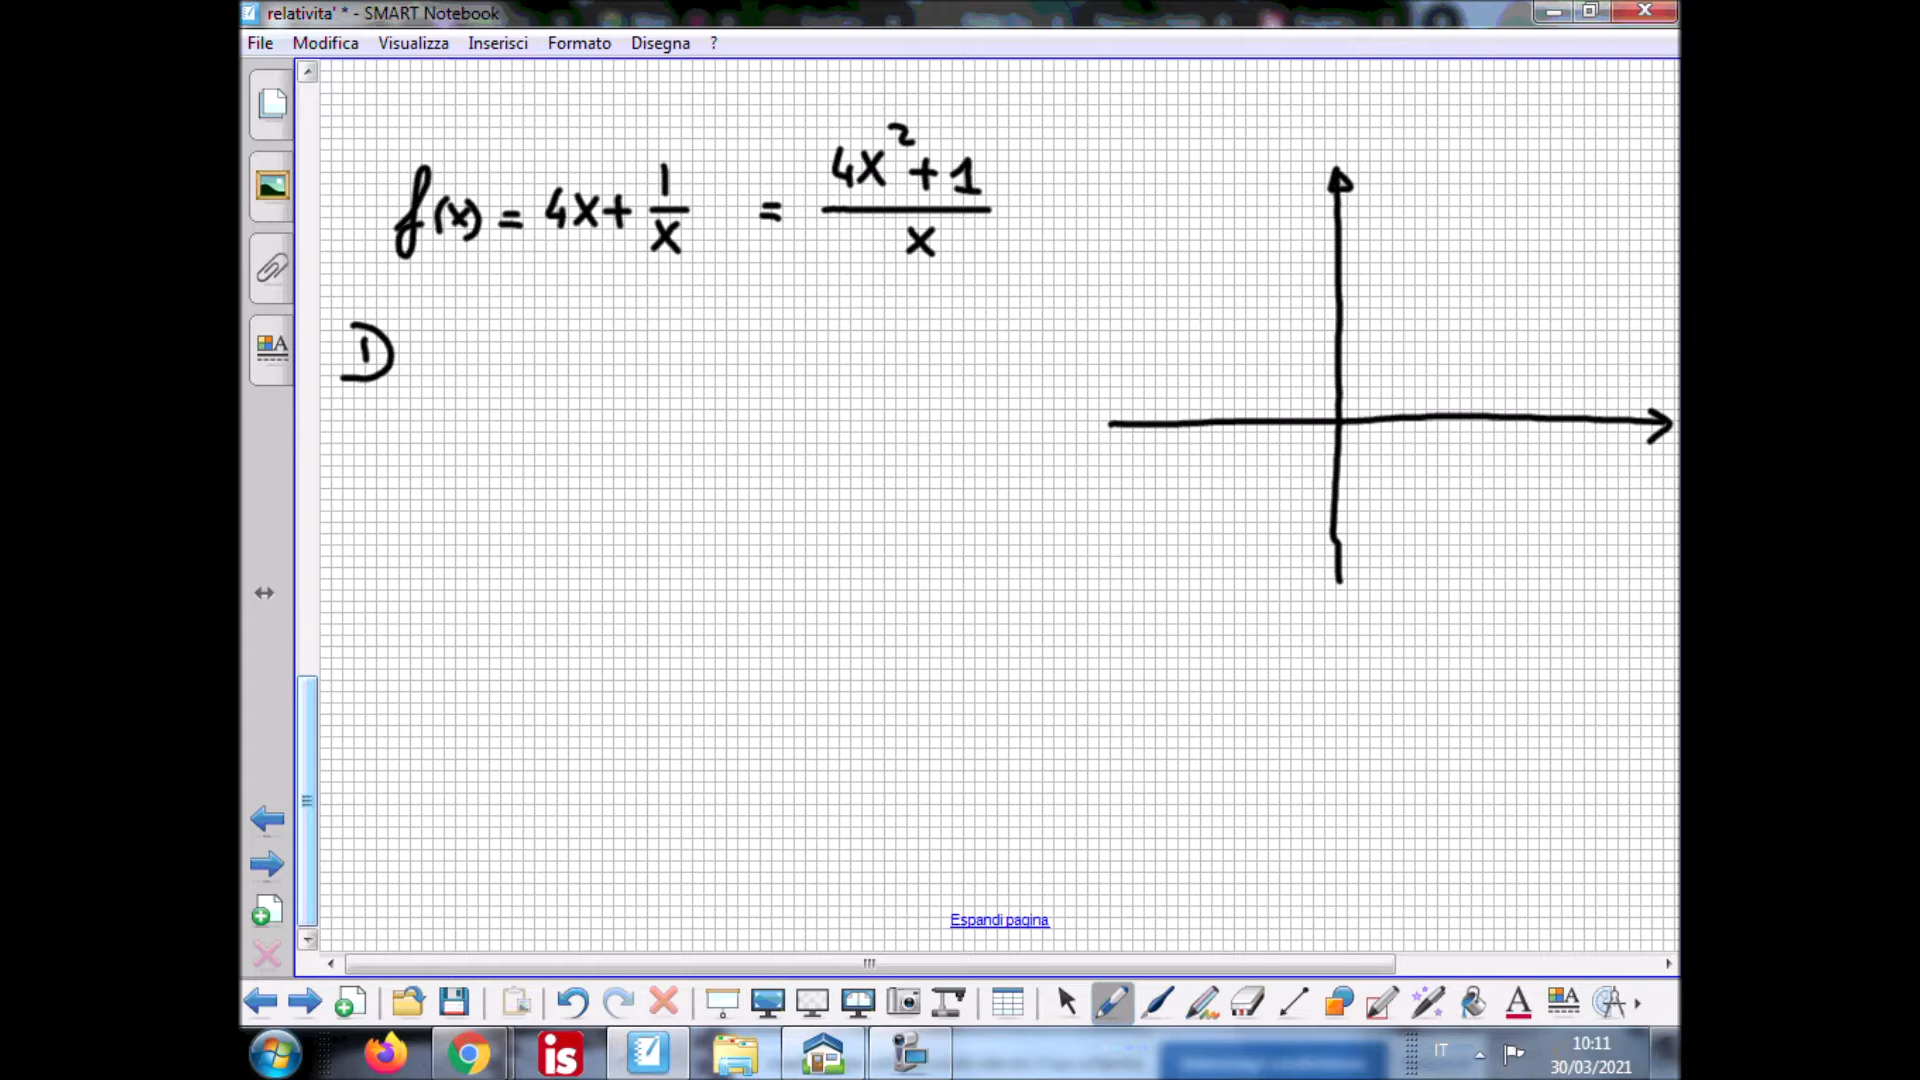 relativita' * - SMART Notebook
File Modifica Visualizza Inserisci Formato Disegna ?
f(x) = 4x + 1/x = (4x² + 1)/x
D
Espandi pagina
IT
10:11
30/03/2021